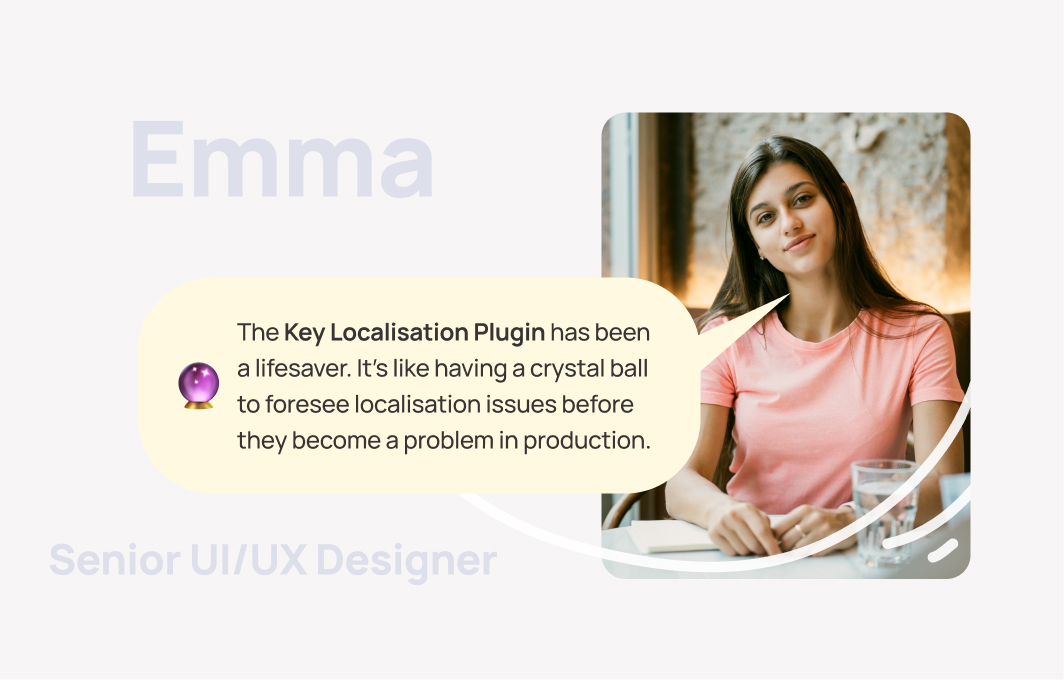 Emma
The Key Localisation Plugin has been
a lifesaver. It's like having a crystal ball
to foresee localisation issues before
they become a problem in production.
Senior UI/UX Designer